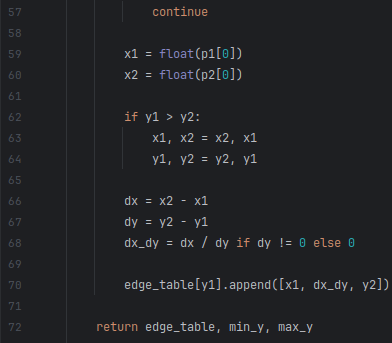 57 continue
58
59 x1 = float(p1[0])
60 x2 = float(p2[0])
61
62 if y1 > y2:
63 x1, x2 = x2, x1
64 y1, y2 = y2, y1
65
66 dx = x2 - x1
67 dy = y2 - y1
68 dx_dy = dx / dy if dy != 0 else 0
69
70 edge_table[y1].append([x1, dx_dy, y2])
71
72 return edge_table, min_y, max_y